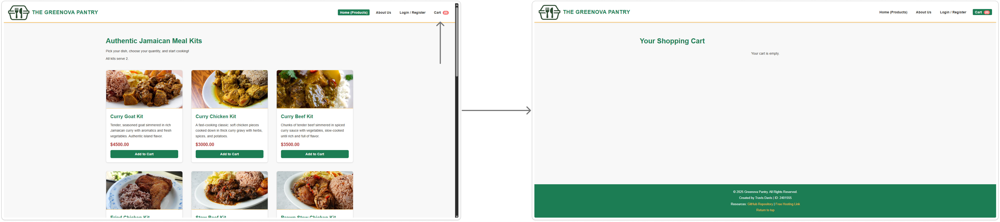 THE GREENOVA PANTRY
Home (Products) About Us Login / Register Cart (0)
Authentic Jamaican Meal Kits
Pick your dish, choose your quantity, and start cooking!
All kits serve 2.
Curry Goat Kit
Tender, seasoned goat simmered in rich
Jamaican curry with aromatics and fresh
vegetables. Authentic island flavor.
$4500.00
Add to Cart
Curry Chicken Kit
A fast-cooking classic: soft chicken pieces
cooked down in thick curry gravy with herbs,
spices, and potatoes.
$3000.00
Add to Cart
Curry Beef Kit
Chunks of tender beef simmered in spiced
curry sauce with vegetables, slow-cooked
until rich and full of flavor.
$3500.00
Add to Cart
Fried Chicken Kit
Stew Beef Kit
Brown Stew Chicken Kit
THE GREENOVA PANTRY
Home (Products) About Us Login / Register Cart (0)
Your Shopping Cart
Your cart is empty.
© 2025 Greenova Pantry. All Rights Reserved.
Created by Travis Davis | ID: 2401555
Resources: GitHub Repository | Free Hosting Link
Return to top